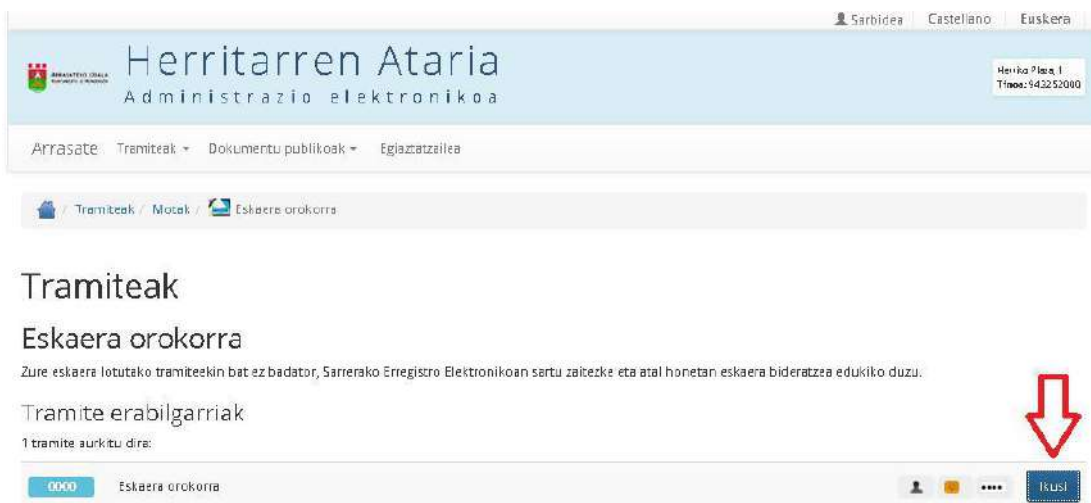 Sarbidea Castellano Euskera
Herritarren Ataria
Administrazio elektronikoa
Herriko Plaza, 1
Tfnoa: 943252000
Arrasate Tramiteak Dokumentu publikoak Egiaztatzailea
/ Tramiteak / Motak / Eskaera orokorra
Tramiteak
Eskaera orokorra
Zure eskaera lotutako tramiteekin bat ez badator, Sarrerako Erregistro Elektronikoan sartu zaitezke eta atal honetan eskaera bideratzea edukiko duzu.
Tramite erabilgarriak
1 tramite aurkitu dira:
0000 Eskaera orokorra Ikusi